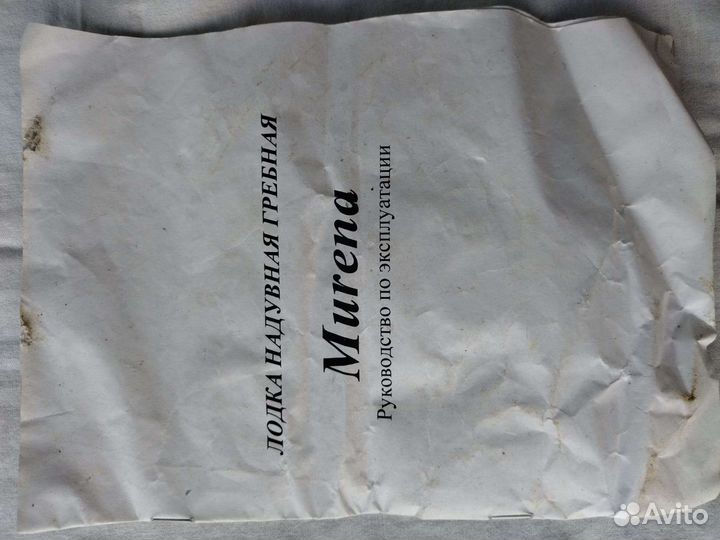 ЛОДКА НАДУВНАЯ ГРЕБНАЯ
Murena
Руководство по эксплуатации
Avito